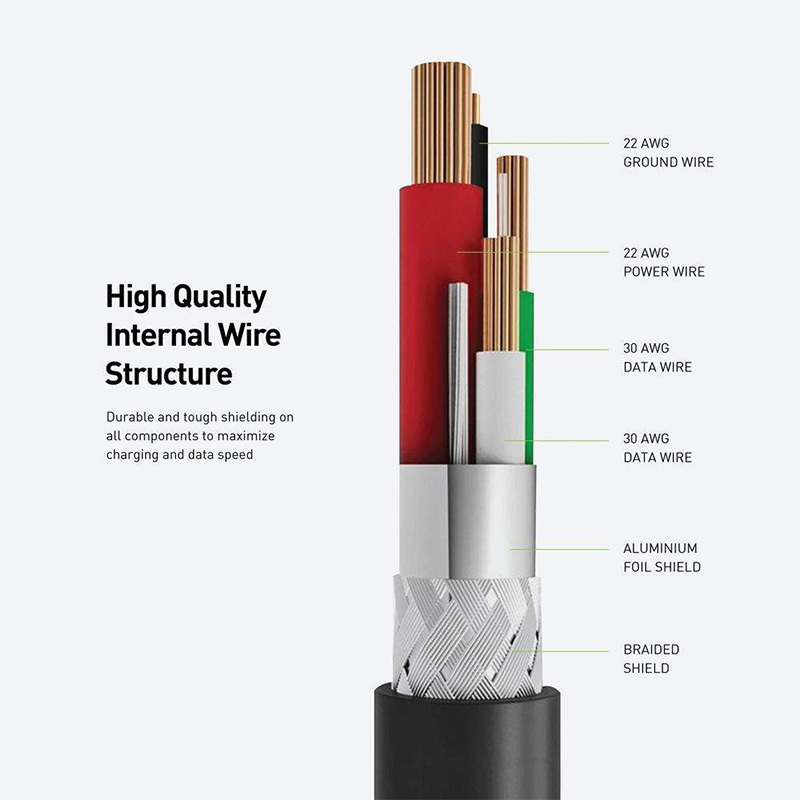 High Quality
Internal Wire
Structure
Durable and tough shielding on
all components to maximize
charging and data speed
22 AWG
GROUND WIRE
22 AWG
POWER WIRE
30 AWG
DATA WIRE
30 AWG
DATA WIRE
ALUMINIUM
FOIL SHIELD
BRAIDED
SHIELD